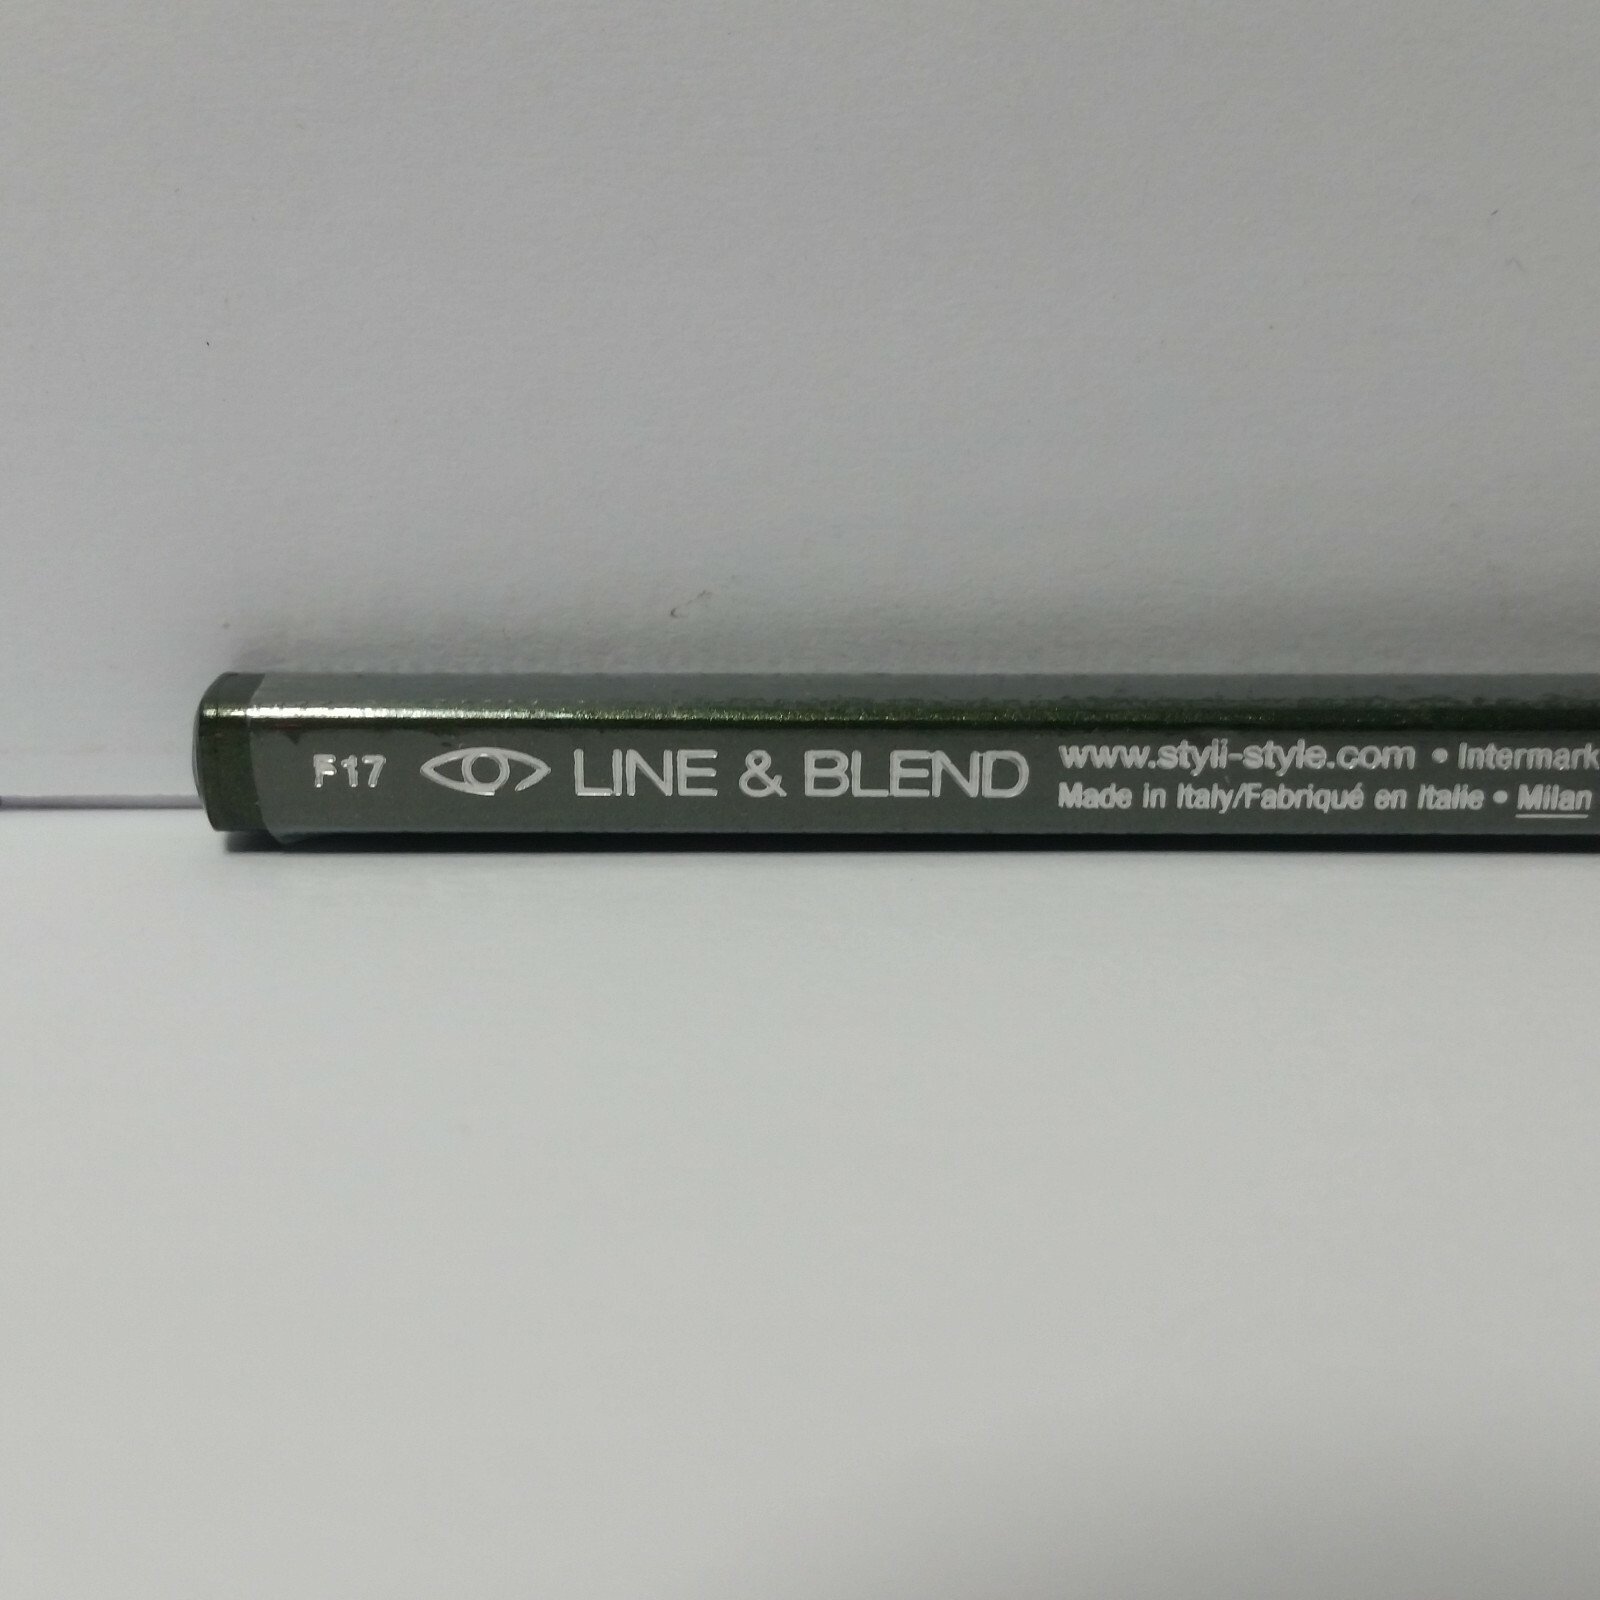 F17 LINE & BLEND
www.styli-style.com • Intermark
Made in Italy/Fabriqué en Italie • Milan